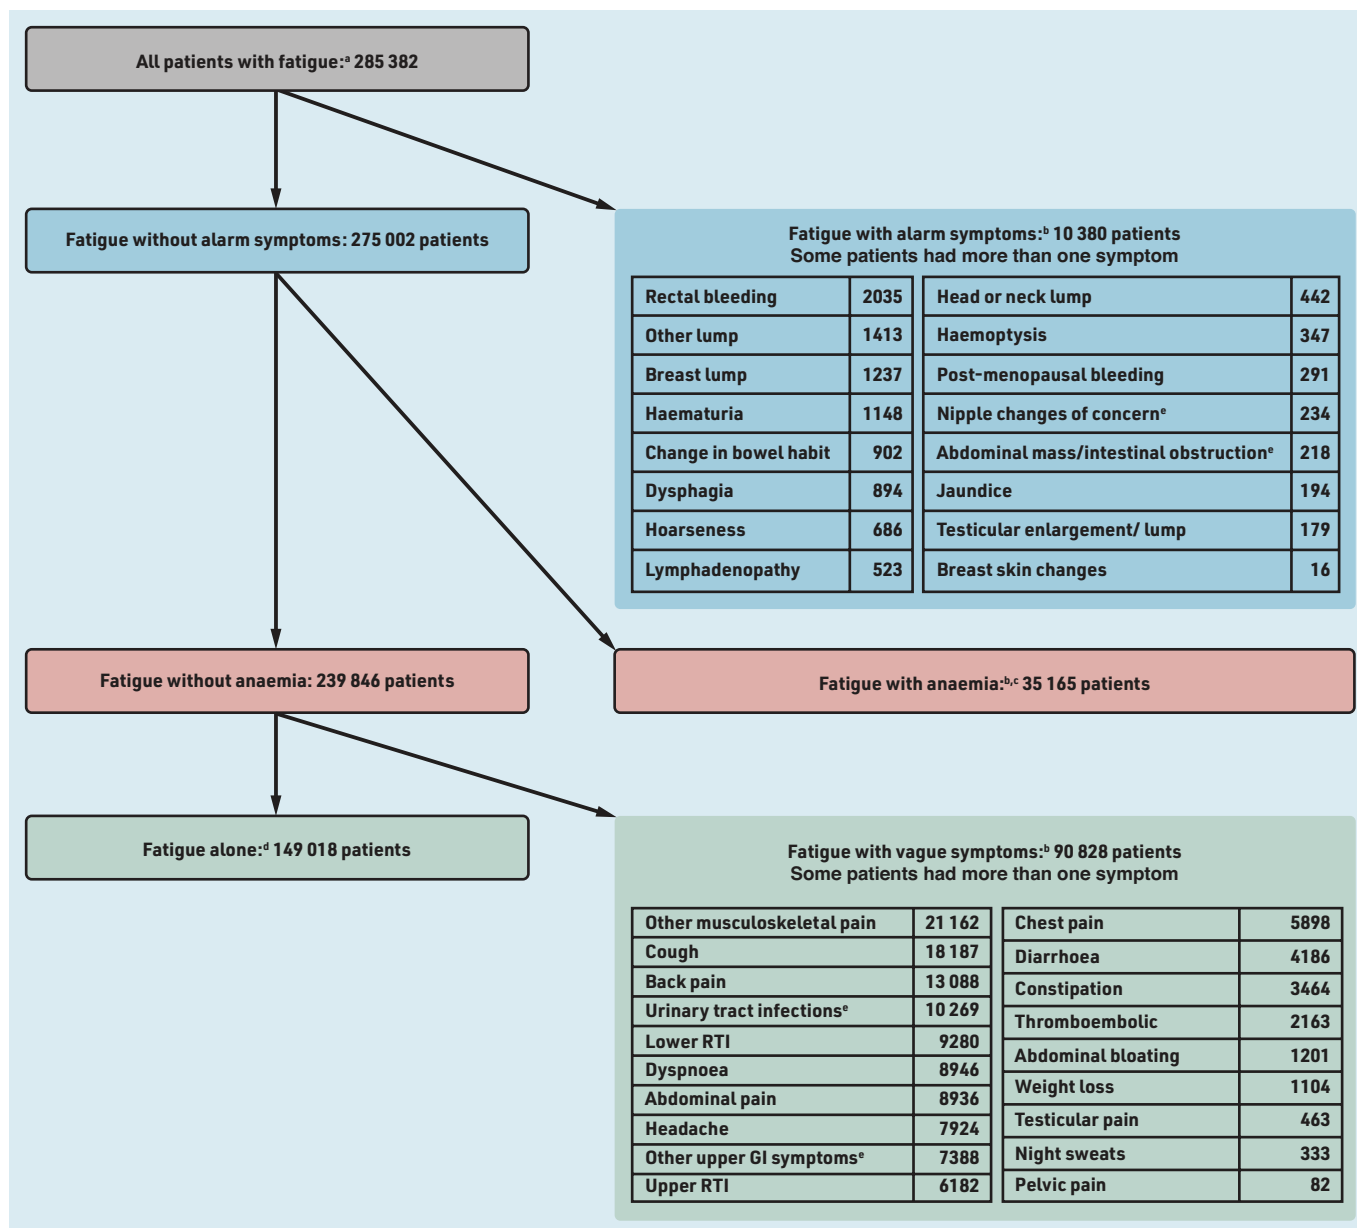 All patients with fatigue:ᵃ 285 382
Fatigue without alarm symptoms: 275 002 patients
Fatigue with alarm symptoms:ᵇ 10 380 patients
Some patients had more than one symptom
Rectal bleeding 2035
Other lump 1413
Breast lump 1237
Haematuria 1148
Change in bowel habit 902
Dysphagia 894
Hoarseness 686
Lymphadenopathy 523
Head or neck lump 442
Haemoptysis 347
Post-menopausal bleeding 291
Nipple changes of concernᵉ 234
Abdominal mass/intestinal obstructionᵉ 218
Jaundice 194
Testicular enlargement/ lump 179
Breast skin changes 16
Fatigue without anaemia: 239 846 patients
Fatigue with anaemia:ᵇ,ᶜ 35 165 patients
Fatigue alone:ᵈ 149 018 patients
Fatigue with vague symptoms:ᵇ 90 828 patients
Some patients had more than one symptom
Other musculoskeletal pain 21 162
Cough 18 187
Back pain 13 088
Urinary tract infectionsᵉ 10 269
Lower RTI 9280
Dyspnoea 8946
Abdominal pain 8936
Headache 7924
Other upper GI symptomsᵉ 7388
Upper RTI 6182
Chest pain 5898
Diarrhoea 4186
Constipation 3464
Thromboembolic 2163
Abdominal bloating 1201
Weight loss 1104
Testicular pain 463
Night sweats 333
Pelvic pain 82